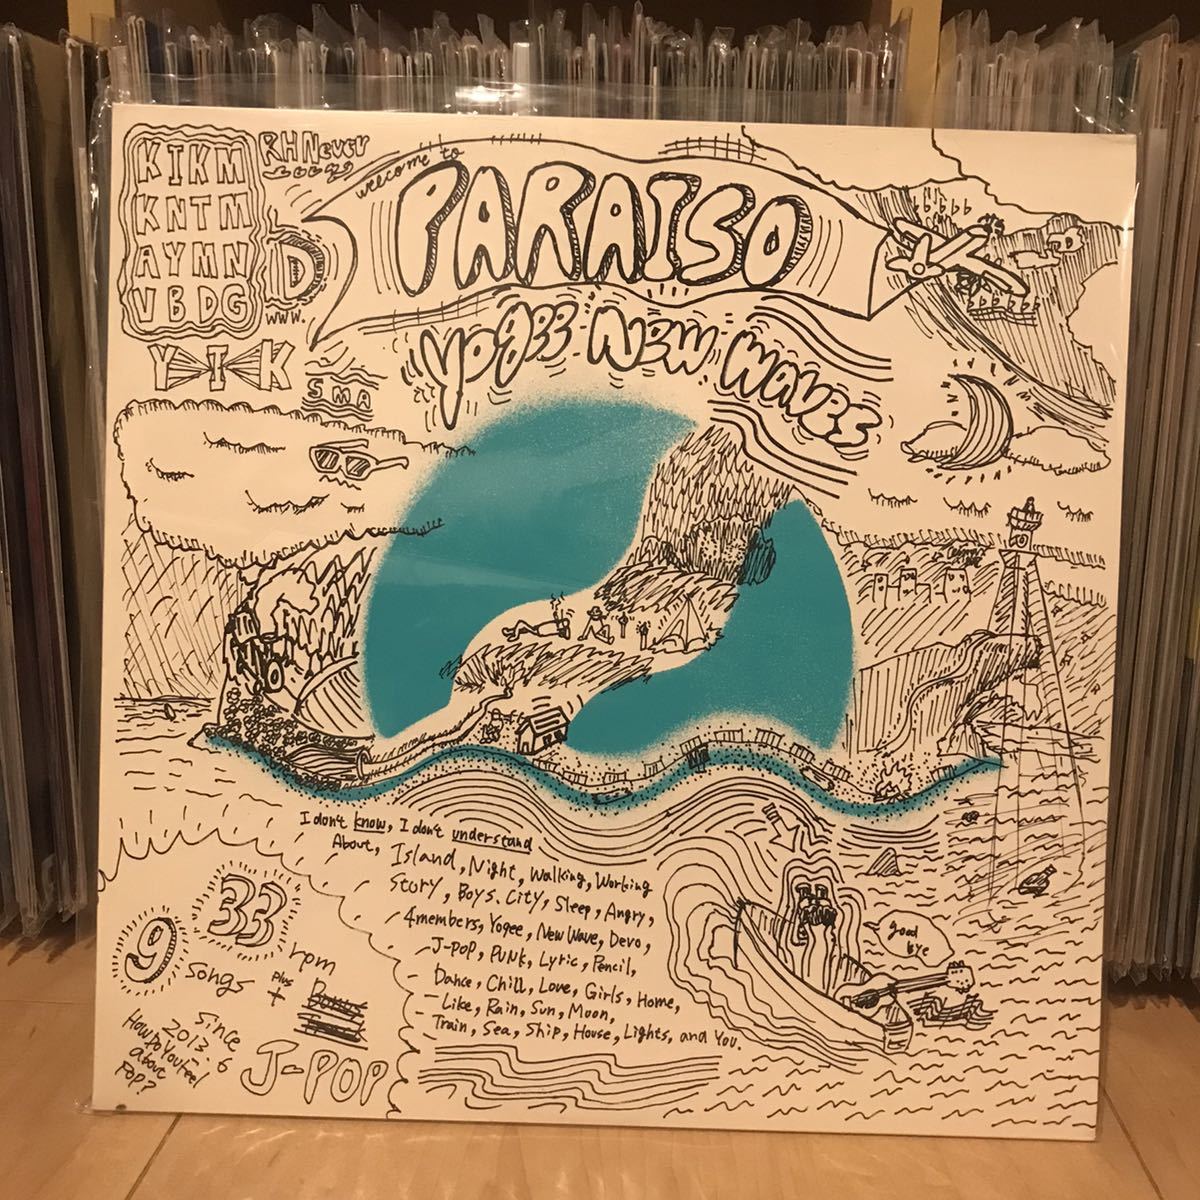 KIKM
KNTM
AYMN
VBDG
RHNever
D
www.
YIK
SMA
welcome to
PARAISO
Yogee New Waves
I don't know, I don't understand
About, Island, Night, Walking, Working
Story, Boys, City, Sleep, Angry,
4members, Yogee, New Wave, Devo,
J-POP, PUNK, Lyric, Pencil,
Dance, Chill, Love, Girls, Home,
Like, Rain, Sun, Moon,
Train, Sea, Ship, House, Lights, and You.
good
bye
33
rpm
9
songs
plus
+
Since
2013.6
How Do You Feel
about
POP?
J-POP